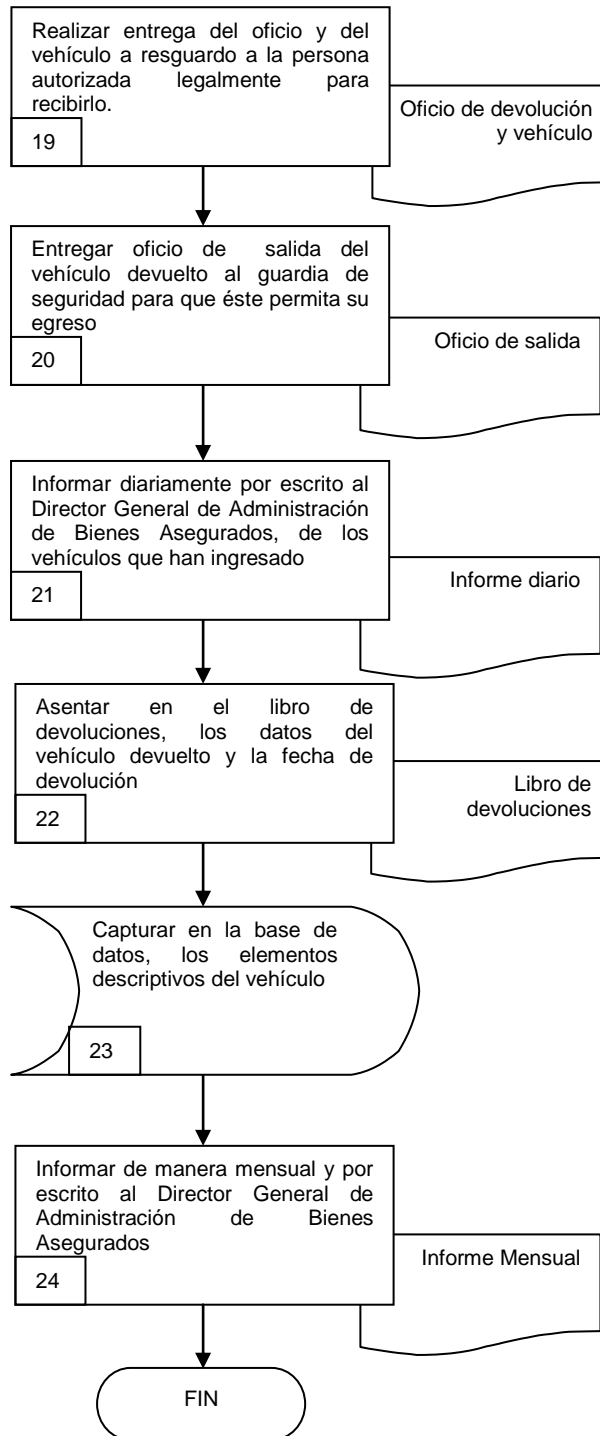 Realizar entrega del oficio y del
vehículo a resguardo a la persona
autorizada legalmente para
recibirlo.
19
Oficio de devolución
y vehículo
Entregar oficio de salida del
vehículo devuelto al guardia de
seguridad para que éste permita su
egreso
20
Oficio de salida
Informar diariamente por escrito al
Director General de Administración
de Bienes Asegurados, de los
vehículos que han ingresado
21
Informe diario
Asentar en el libro de
devoluciones, los datos del
vehículo devuelto y la fecha de
devolución
22
Libro de
devoluciones
Capturar en la base de
datos, los elementos
descriptivos del vehículo
23
Informar de manera mensual y por
escrito al Director General de
Administración de Bienes
Asegurados
24
Informe Mensual
FIN